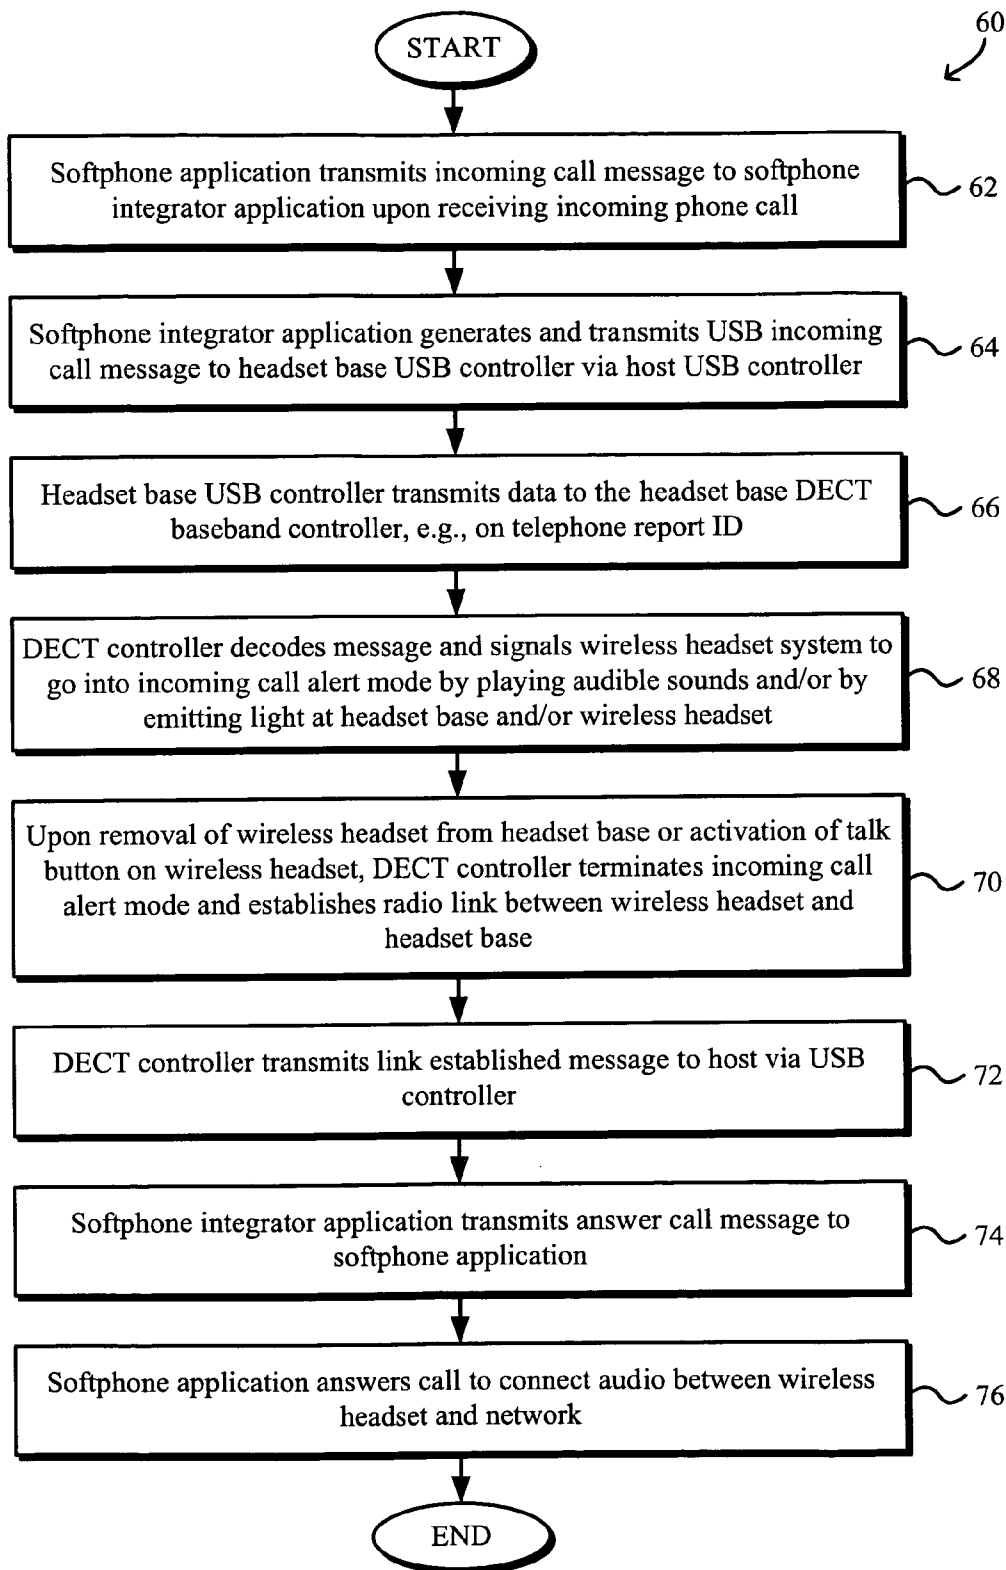 60
START
Softphone application transmits incoming call message to softphone
integrator application upon receiving incoming phone call
62
Softphone integrator application generates and transmits USB incoming
call message to headset base USB controller via host USB controller
64
Headset base USB controller transmits data to the headset base DECT
baseband controller, e.g., on telephone report ID
66
DECT controller decodes message and signals wireless headset system to
go into incoming call alert mode by playing audible sounds and/or by
emitting light at headset base and/or wireless headset
68
Upon removal of wireless headset from headset base or activation of talk
button on wireless headset, DECT controller terminates incoming call
alert mode and establishes radio link between wireless headset and
headset base
70
DECT controller transmits link established message to host via USB
controller
72
Softphone integrator application transmits answer call message to
softphone application
74
Softphone application answers call to connect audio between wireless
headset and network
76
END